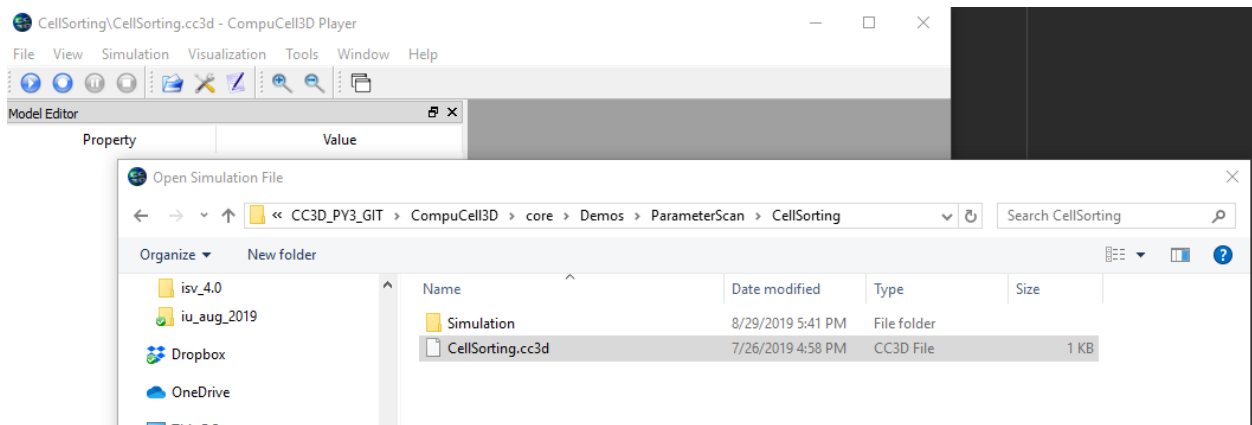 CellSorting\CellSorting.cc3d - CompuCell3D Player
File View Simulation Visualization Tools Window Help
Model Editor
Property Value
Open Simulation File
« CC3D_PY3_GIT › CompuCell3D › core › Demos › ParameterScan › CellSorting Search CellSorting
Organize New folder
isv_4.0 Name Date modified Type Size
iu_aug_2019 Simulation 8/29/2019 5:41 PM File folder
Dropbox CellSorting.cc3d 7/26/2019 4:58 PM CC3D File 1 KB
OneDrive